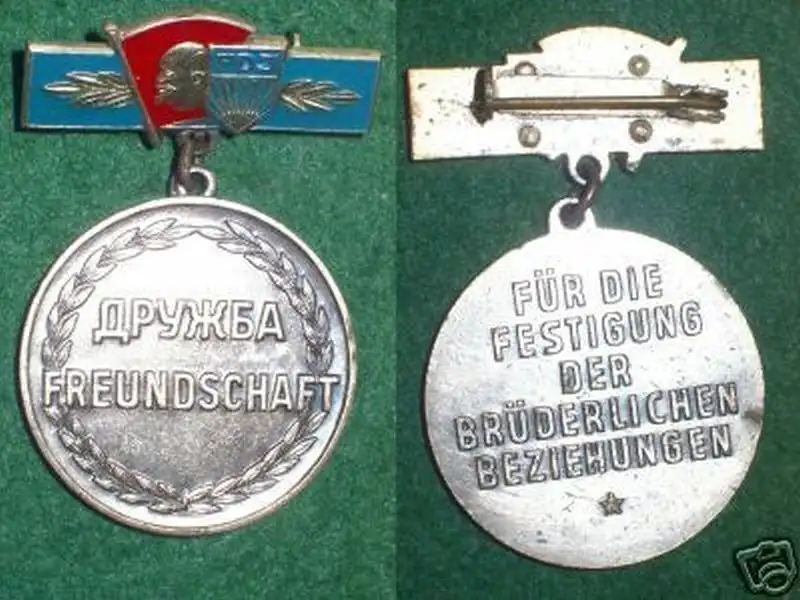 ДРУЖБА
FREUNDSCHAFT
FÜR DIE
FESTIGUNG
DER
BRÜDERLICHEN
BEZIEHUNGEN